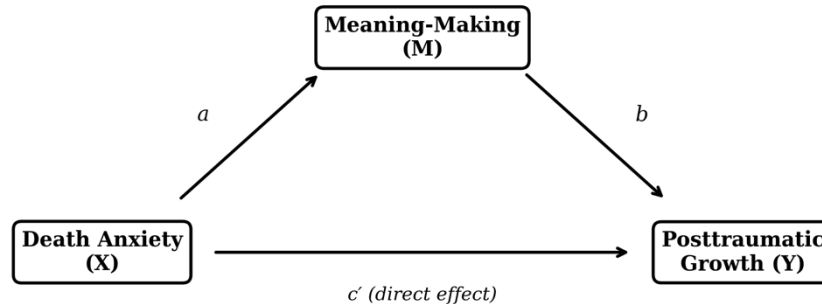 Meaning-Making
(M)
a
b
Death Anxiety
(X)
Posttraumatic
Growth (Y)
c′ (direct effect)